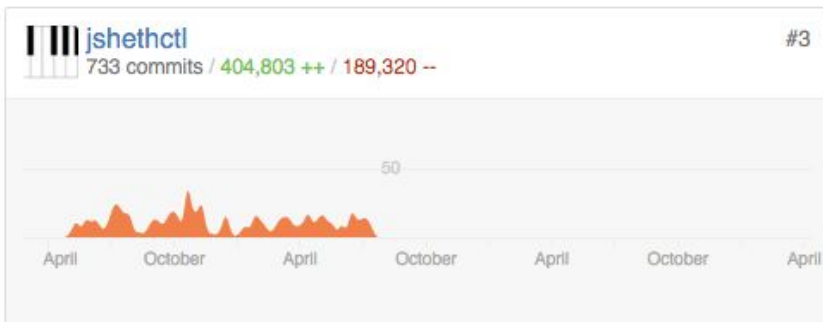 jshethctl #3
733 commits / 404,803 ++ / 189,320 --
50
April October April October April October April